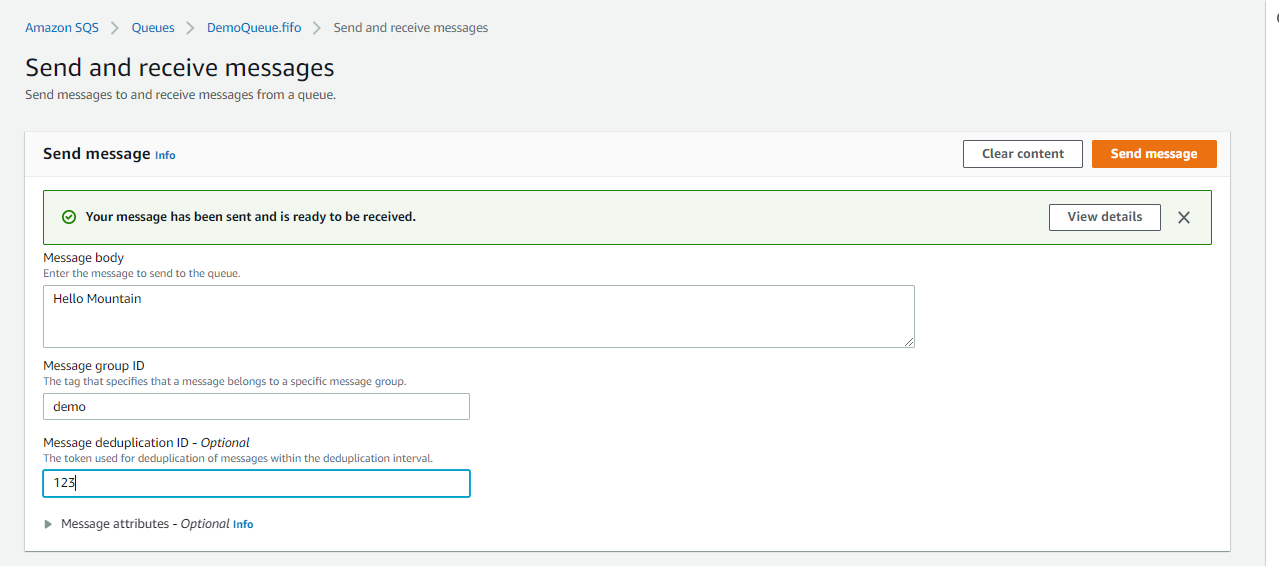 Amazon SQS > Queues > DemoQueue.fifo > Send and receive messages
Send and receive messages
Send messages to and receive messages from a queue.
Send message Info
Clear content
Send message
Your message has been sent and is ready to be received.
View details
Message body
Enter the message to send to the queue.
Hello Mountain
Message group ID
The tag that specifies that a message belongs to a specific message group.
demo
Message deduplication ID - Optional
The token used for deduplication of messages within the deduplication interval.
123
Message attributes - Optional Info